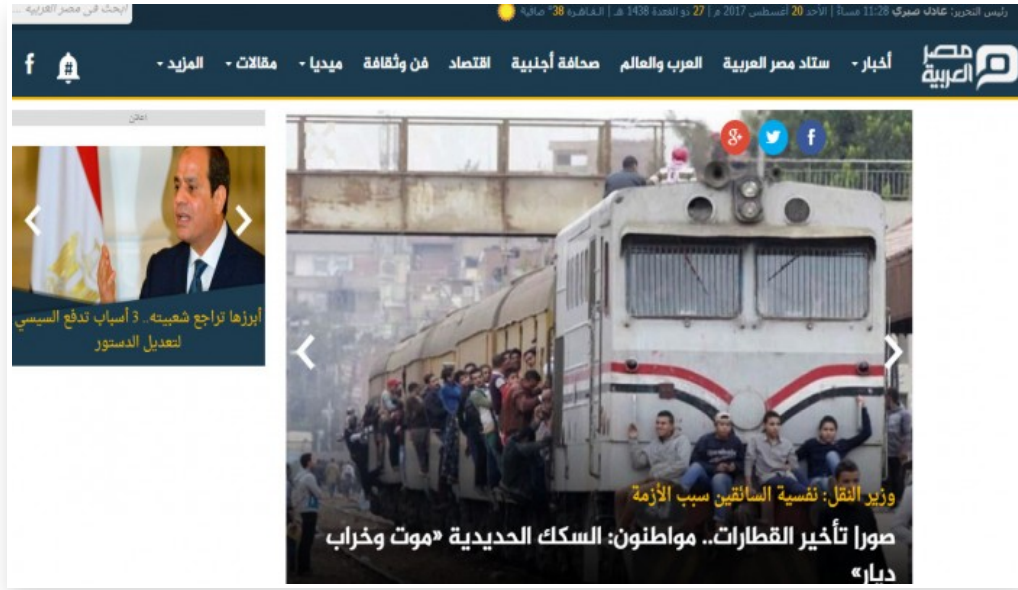 رئيس التحرير: عادل صبري 11:28 مساءً | الأحد 20 أغسطس 2017 م | 27 ذو القعدة 1438 هـ | القاهرة 38° صافية
ابحث في مصر العربية ...
مصر العربية
أخبار
ستاد مصر العربية
العرب والعالم
صحافة أجنبية
اقتصاد
فن وثقافة
ميديا
مقالات
المزيد
وزير النقل: نفسية السائقين سبب الأزمة
صور| تأخير القطارات.. مواطنون: السكك الحديدية «موت وخراب
ديار»
اعلان
أبرزها تراجع شعبيته.. 3 أسباب تدفع السيسي
لتعديل الدستور